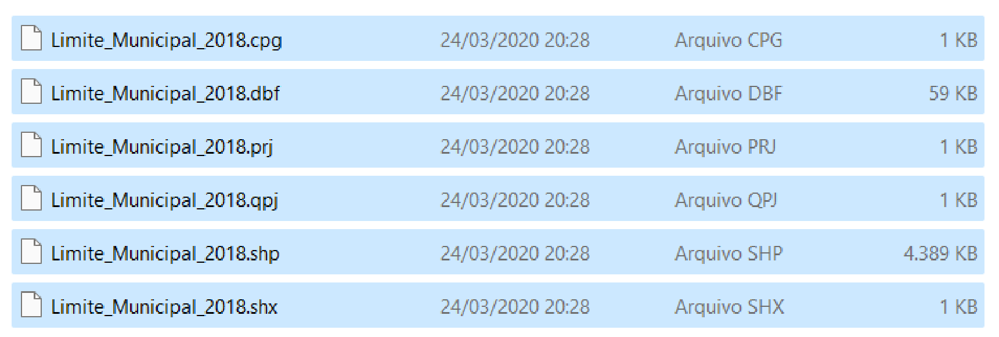 Limite_Municipal_2018.cpg 24/03/2020 20:28 Arquivo CPG 1 KB
Limite_Municipal_2018.dbf 24/03/2020 20:28 Arquivo DBF 59 KB
Limite_Municipal_2018.prj 24/03/2020 20:28 Arquivo PRJ 1 KB
Limite_Municipal_2018.qpj 24/03/2020 20:28 Arquivo QPJ 1 KB
Limite_Municipal_2018.shp 24/03/2020 20:28 Arquivo SHP 4.389 KB
Limite_Municipal_2018.shx 24/03/2020 20:28 Arquivo SHX 1 KB